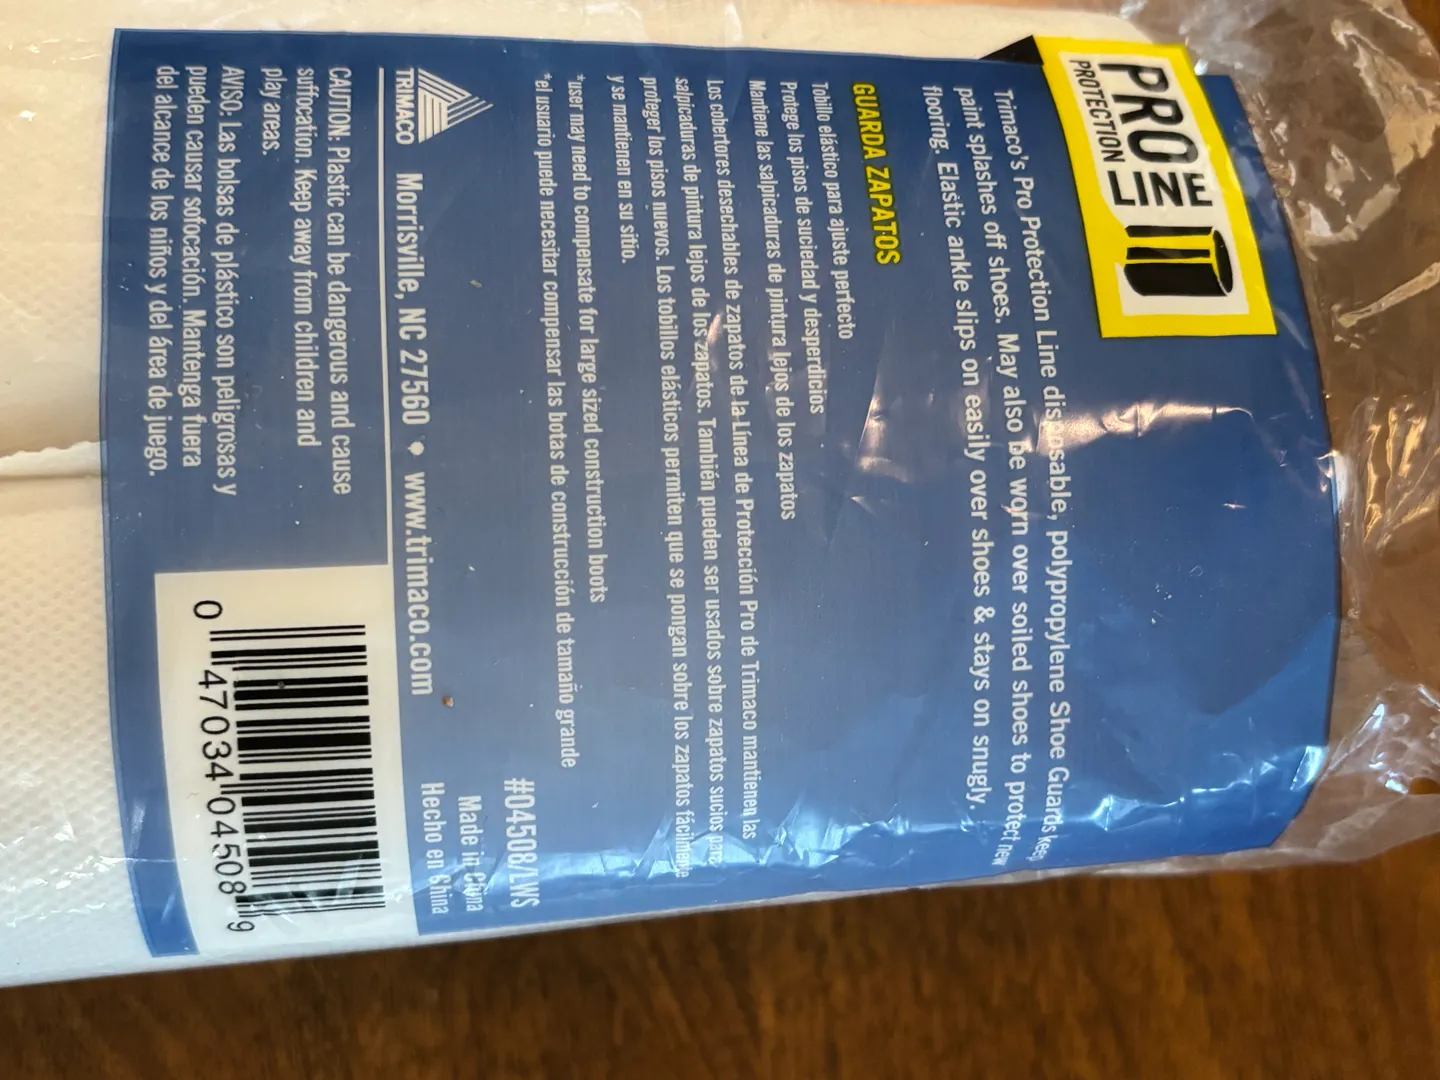 PRO
LINE
PROTECTION
Trimaco's Pro Protection Line disposable, polypropylene Shoe Guards keep
paint splashes off shoes. May also be worn over soiled shoes to protect new
flooring. Elastic ankle slips on easily over shoes & stays on snugly.
GUARDA ZAPATOS
Tobillo elástico para ajuste perfecto
Protege los pisos de suciedad y desperdicios
Mantiene las salpicaduras de pintura lejos de los zapatos
Los cobertores desechables de zapatos de la Línea de Protección Pro de Trimaco mantienen las
salpicaduras de pintura lejos de los zapatos. También pueden ser usados sobre zapatos sucios para
proteger los pisos nuevos. Los tobillos elásticos permiten que se pongan sobre los zapatos fácilmente
y se mantienen en su sitio.
*user may need to compensate for large sized construction boots
*el usuario puede necesitar compensar las botas de construcción de tamaño grande
#04508/LWS
Made in China
Hecho en China
TRIMACO
Morrisville, NC 27560 • www.trimaco.com
CAUTION: Plastic can be dangerous and cause
suffocation. Keep away from children and
play areas.
AVISO: Las bolsas de plástico son peligrosas y
pueden causar sofocación. Mantenga fuera
del alcance de los niños y del área de juego.
0 47034 04508 9